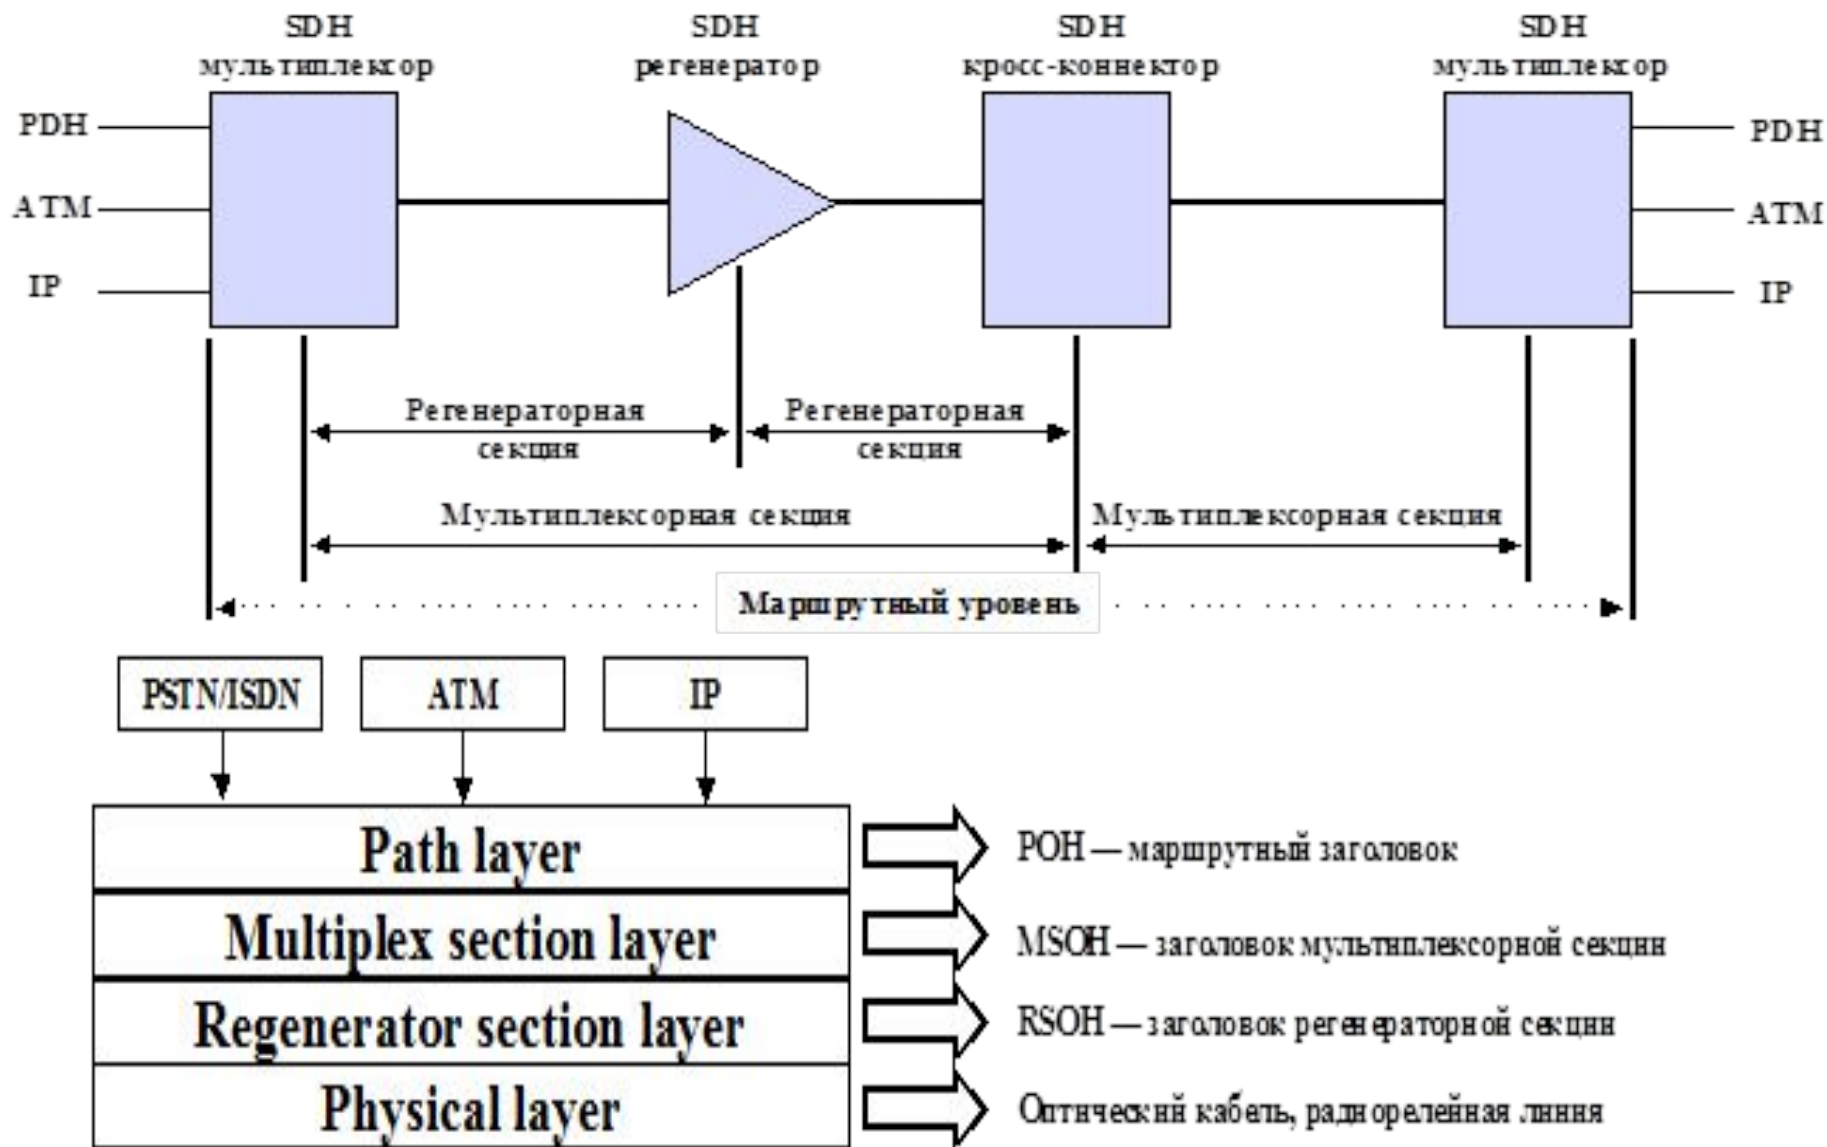 SDH
мультиплексор
SDH
регенератор
SDH
кросс-коннектор
SDH
мультиплексор
PDH
ATM
IP
PDH
ATM
IP
Регенераторная
секция
Регенераторная
секция
Мультиплексорная секция
Мультиплексорная секция
Маршрутный уровень
PSTN/ISDN
ATM
IP
Path layer
POH — маршрутный заголовок
Multiplex section layer
MSOH — заголовок мультиплексорной секции
Regenerator section layer
RSOH — заголовок регенераторной секции
Physical layer
Оптический кабель, радиорелейная линия